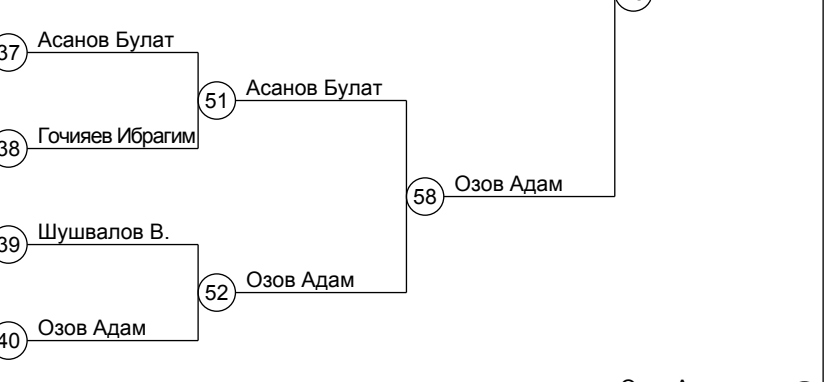 37 Асанов Булат
51 Асанов Булат
38 Гочияев Ибрагим
58 Озов Адам
39 Шушвалов В.
52 Озов Адам
40 Озов Адам